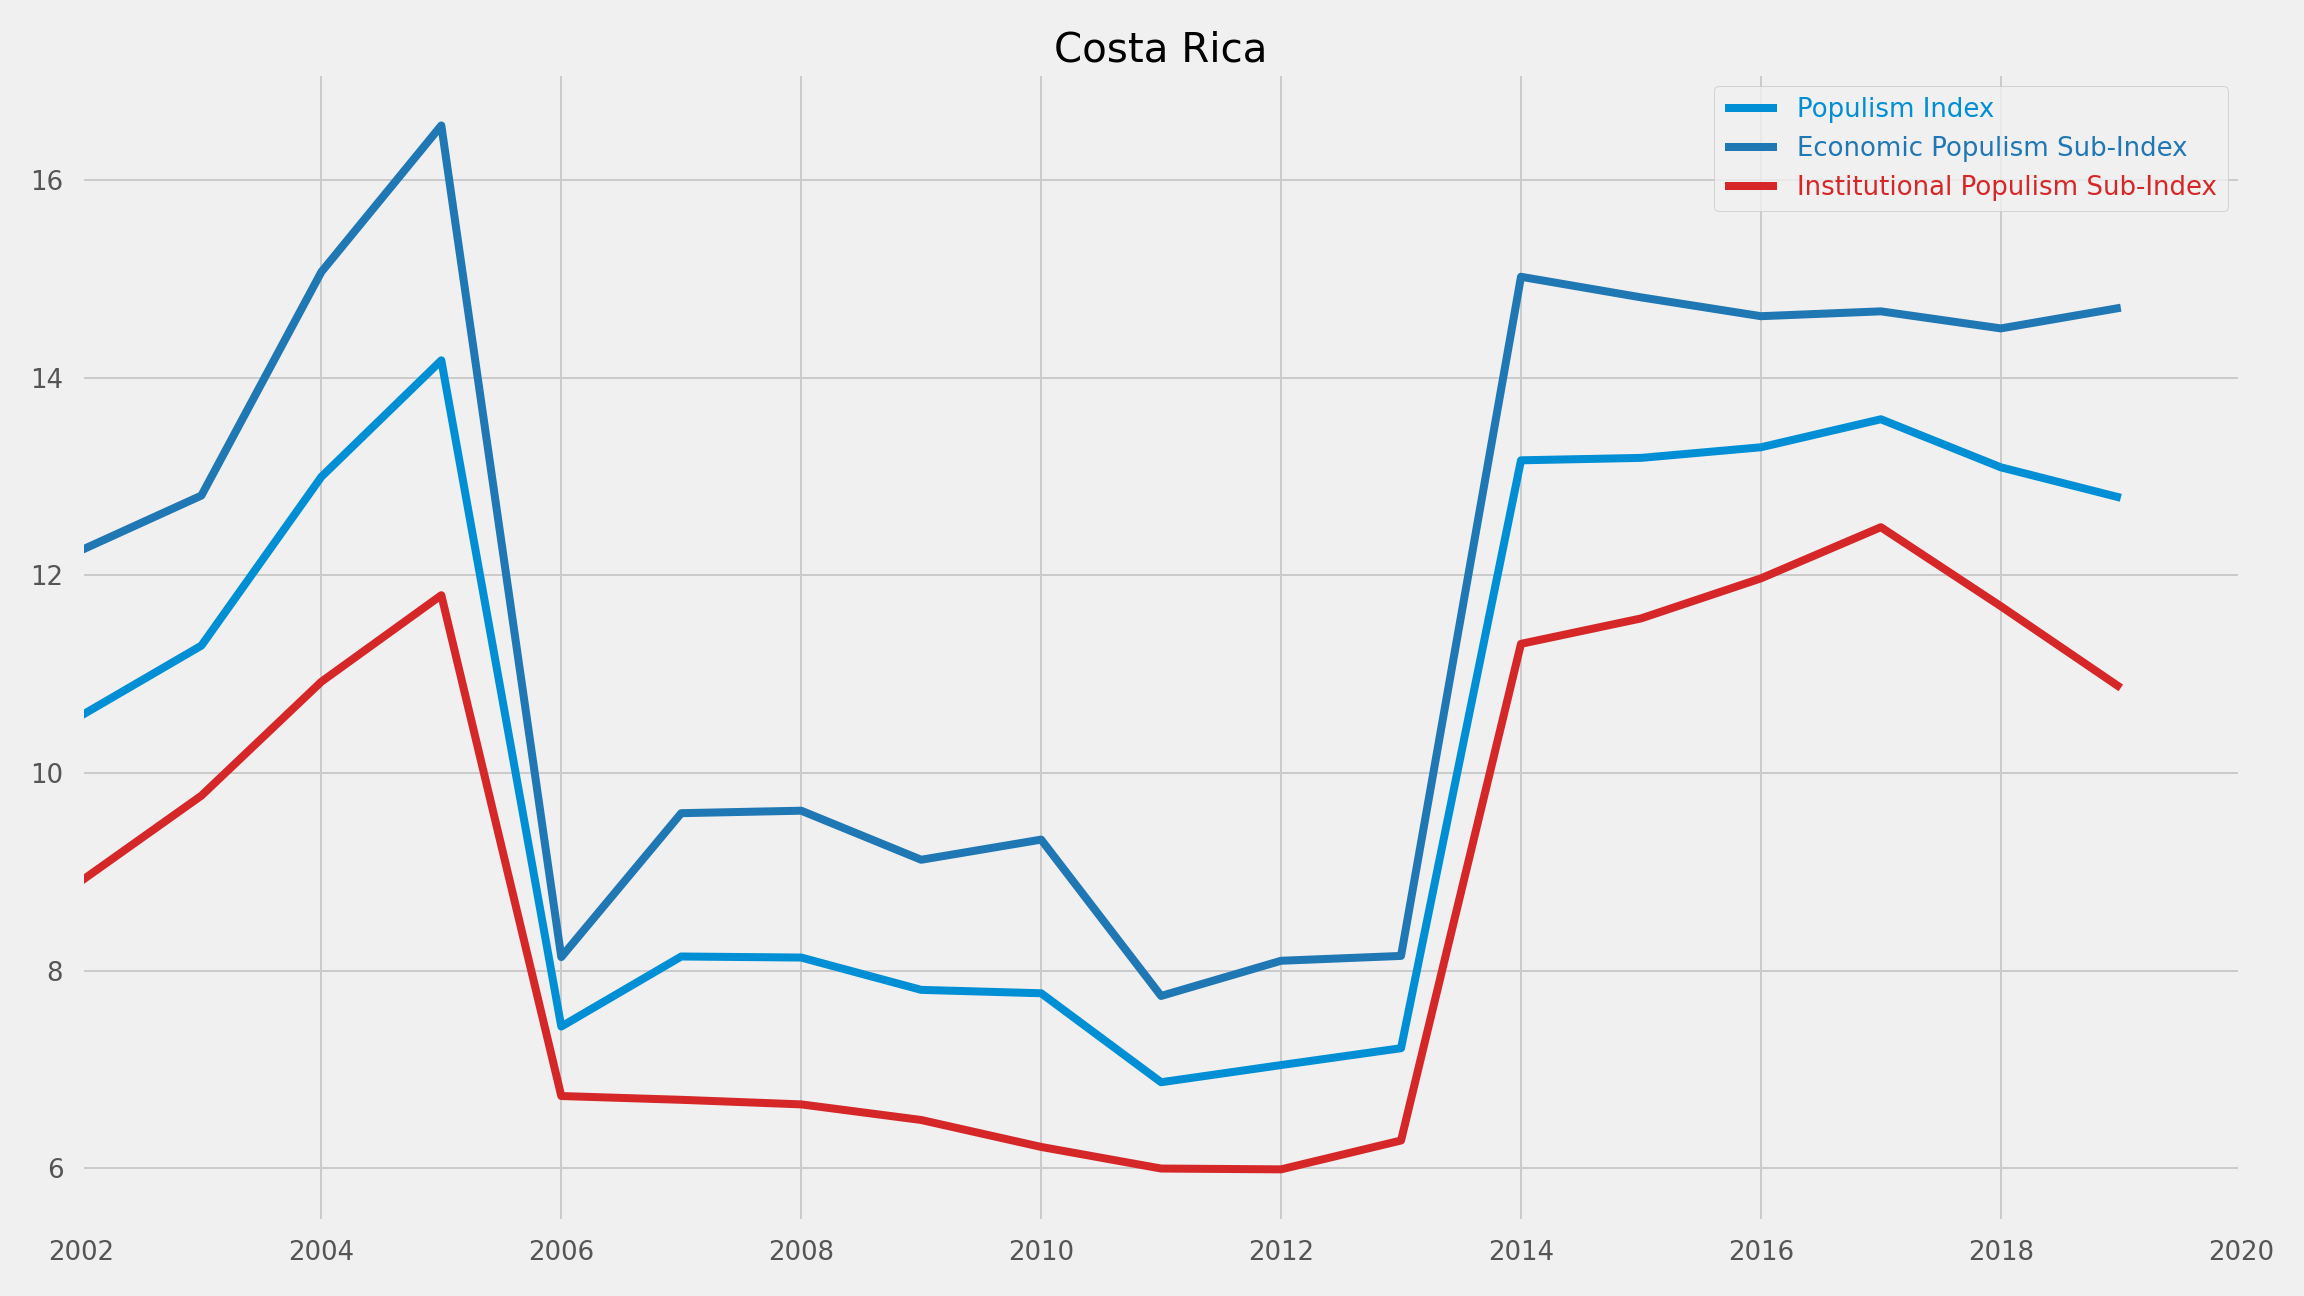 Costa Rica
Populism Index
Economic Populism Sub-Index
Institutional Populism Sub-Index
16
14
12
10
8
6
2002 2004 2006 2008 2010 2012 2014 2016 2018 2020